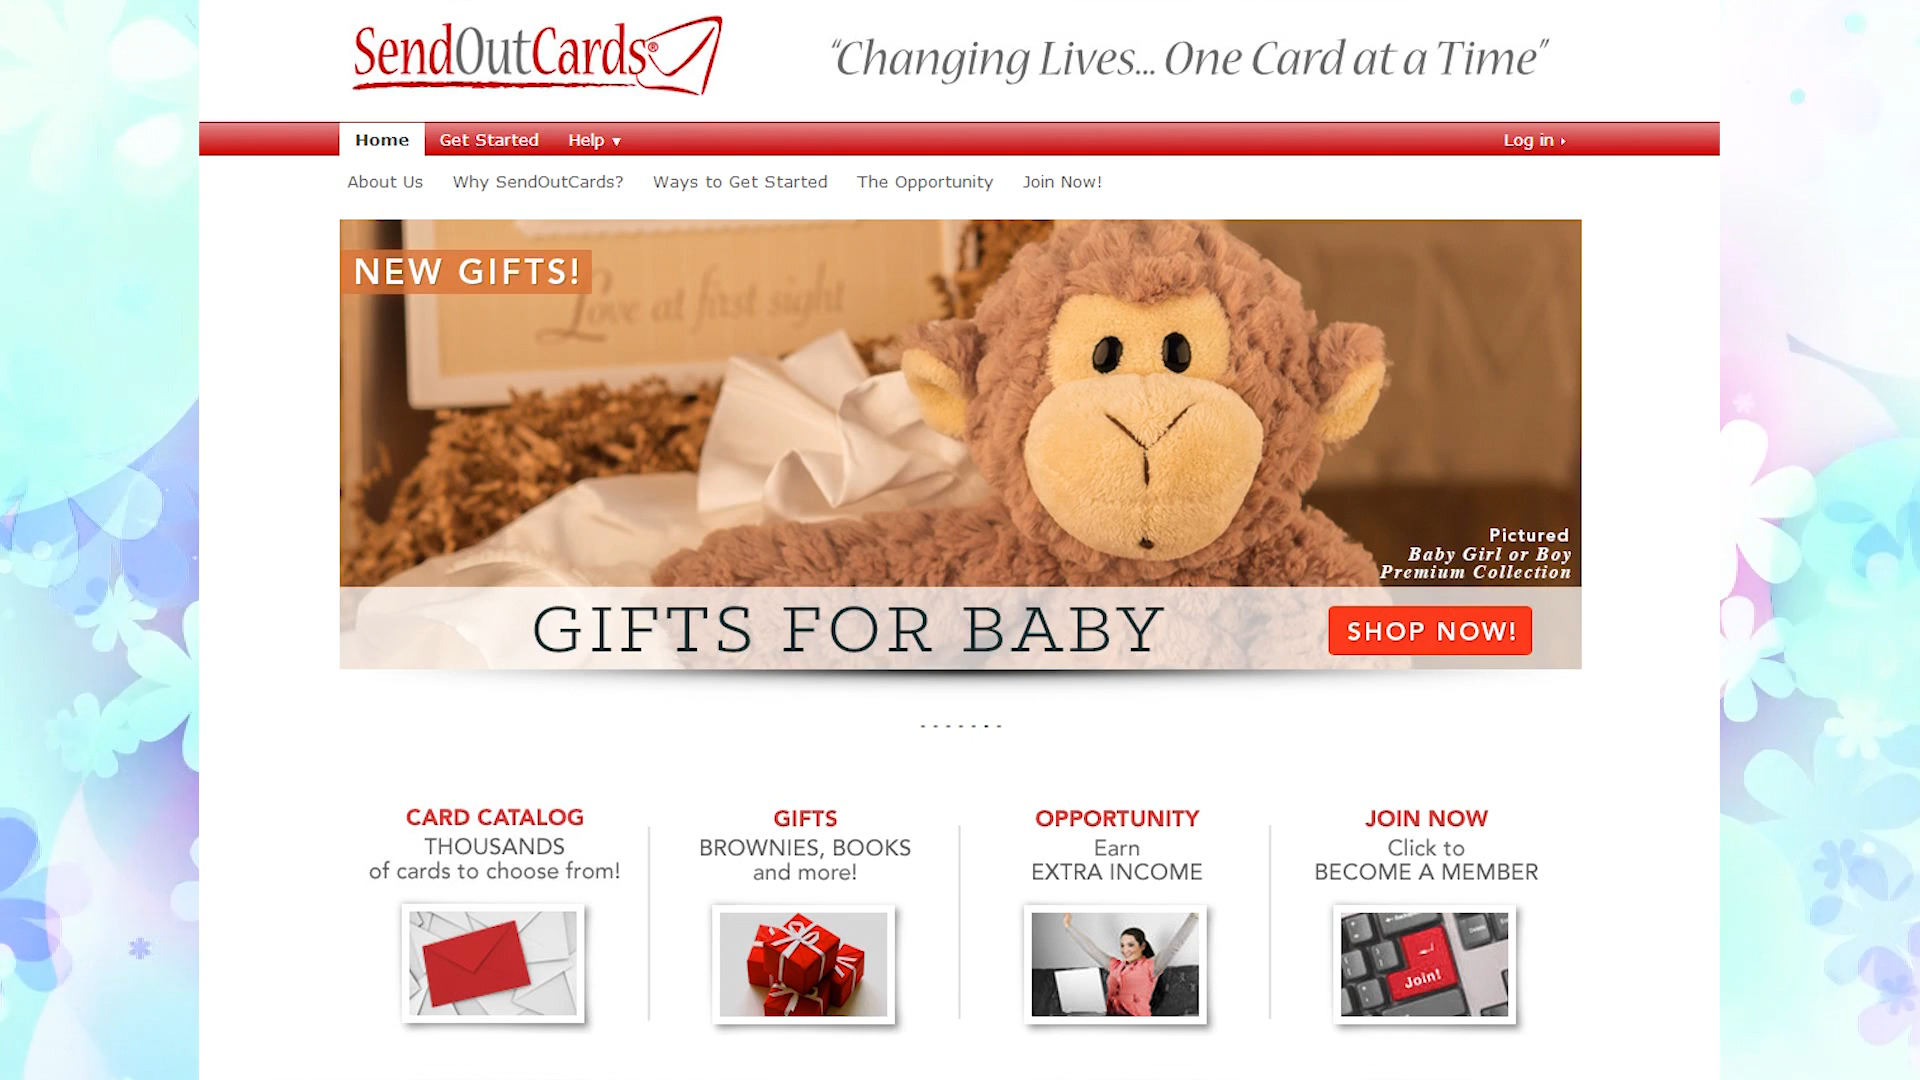 SendOutCards®
“Changing Lives... One Card at a Time”
Home Get Started Help ▾ Log in ›
About Us Why SendOutCards? Ways to Get Started The Opportunity Join Now!
NEW GIFTS!
Love at first sight
Pictured
Baby Girl or Boy
Premium Collection
GIFTS FOR BABY
SHOP NOW!
CARD CATALOG
THOUSANDS
of cards to choose from!
GIFTS
BROWNIES, BOOKS
and more!
OPPORTUNITY
Earn
EXTRA INCOME
JOIN NOW
Click to
BECOME A MEMBER
Join!